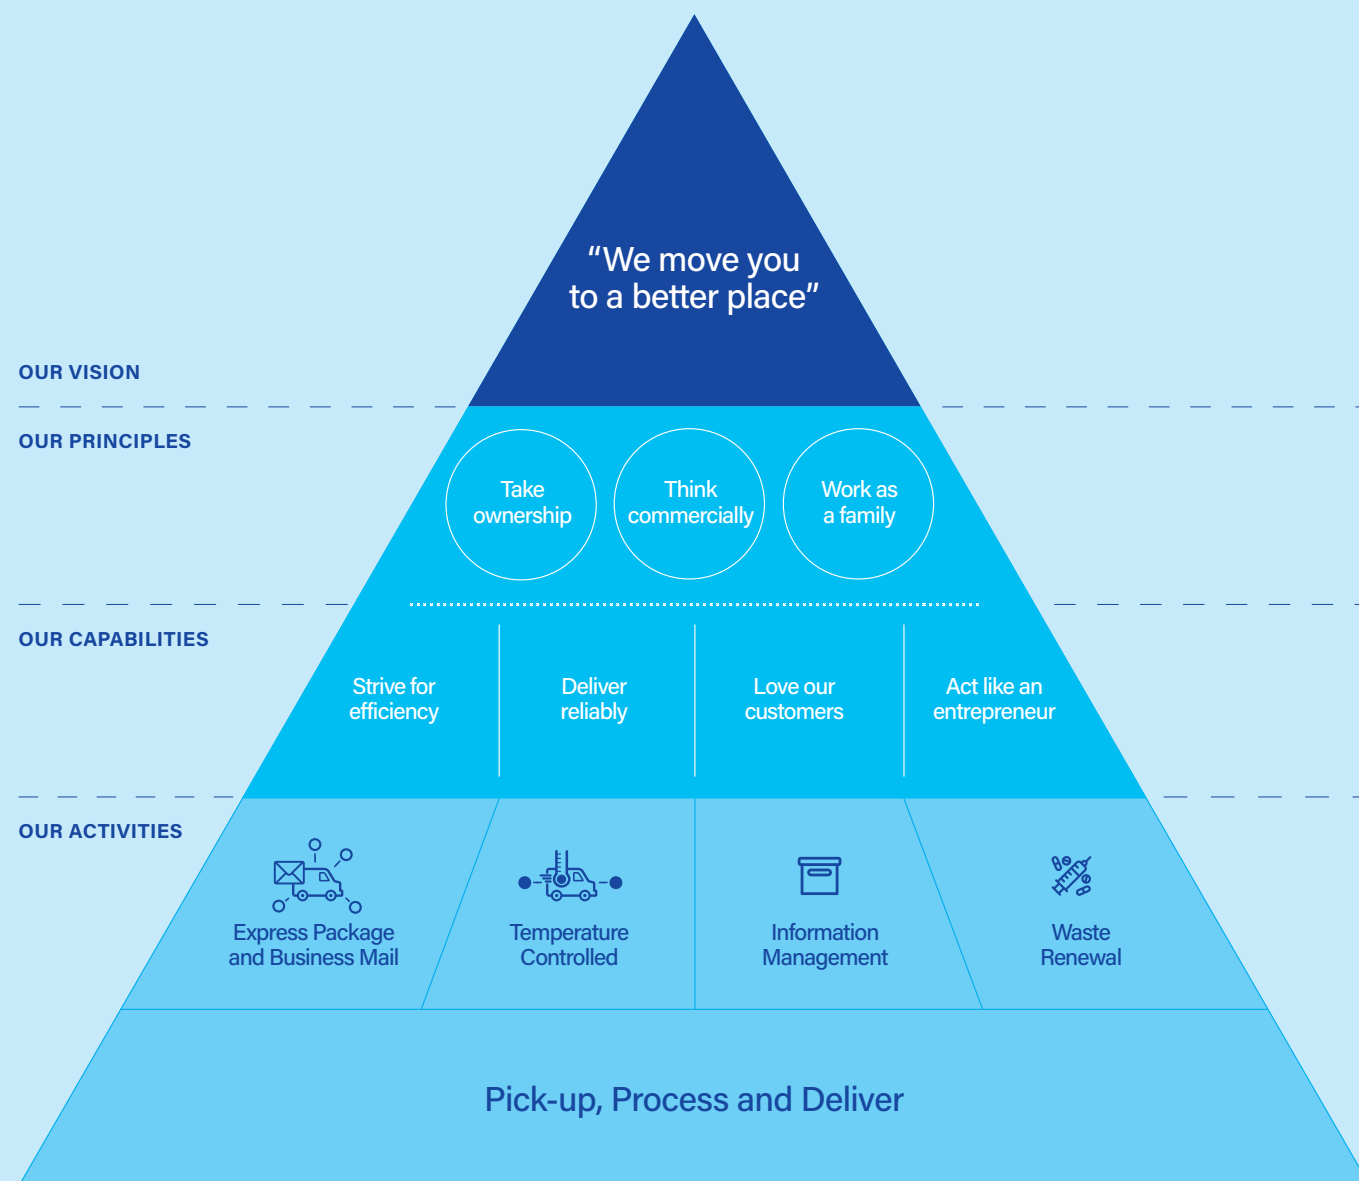 “We move you
to a better place”
OUR VISION
OUR PRINCIPLES
Take
ownership
Think
commercially
Work as
a family
OUR CAPABILITIES
Strive for
efficiency
Deliver
reliably
Love our
customers
Act like an
entrepreneur
OUR ACTIVITIES
Express Package
and Business Mail
Temperature
Controlled
Information
Management
Waste
Renewal
Pick-up, Process and Deliver